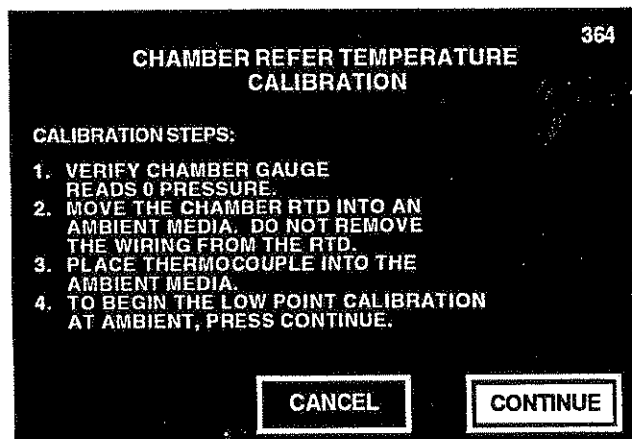 364
CHAMBER REFER TEMPERATURE
CALIBRATION
CALIBRATION STEPS:
1. VERIFY CHAMBER GAUGE
READS 0 PRESSURE.
2. MOVE THE CHAMBER RTD INTO AN
AMBIENT MEDIA. DO NOT REMOVE
THE WIRING FROM THE RTD.
3. PLACE THERMOCOUPLE INTO THE
AMBIENT MEDIA.
4. TO BEGIN THE LOW POINT CALIBRATION
AT AMBIENT, PRESS CONTINUE.
CANCEL
CONTINUE